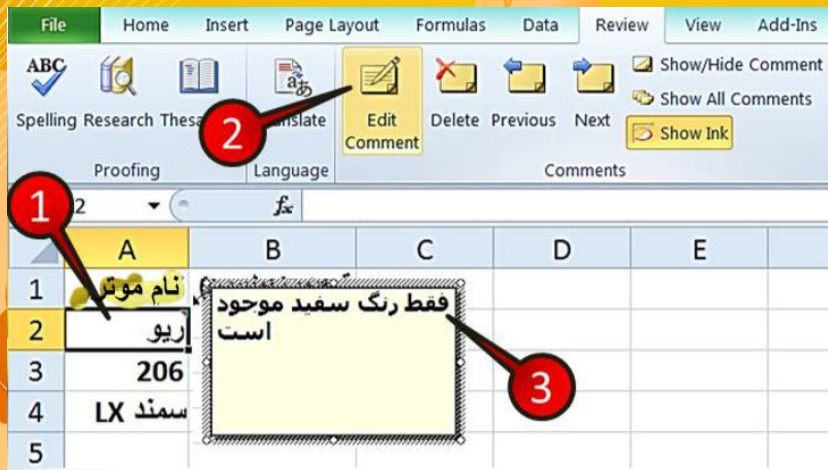 File Home Insert Page Layout Formulas Data Review View Add-Ins
ABC
Spelling Research Translate Edit Comment Delete Previous Next
Show/Hide Comment
Show All Comments
Show Ink
Proofing Language Comments
2
1
2 fx
A B C D E
1 نام موتر
2 ریو
3 206
4 سمند LX
5
فقط رنگ سفید موجود
است
3